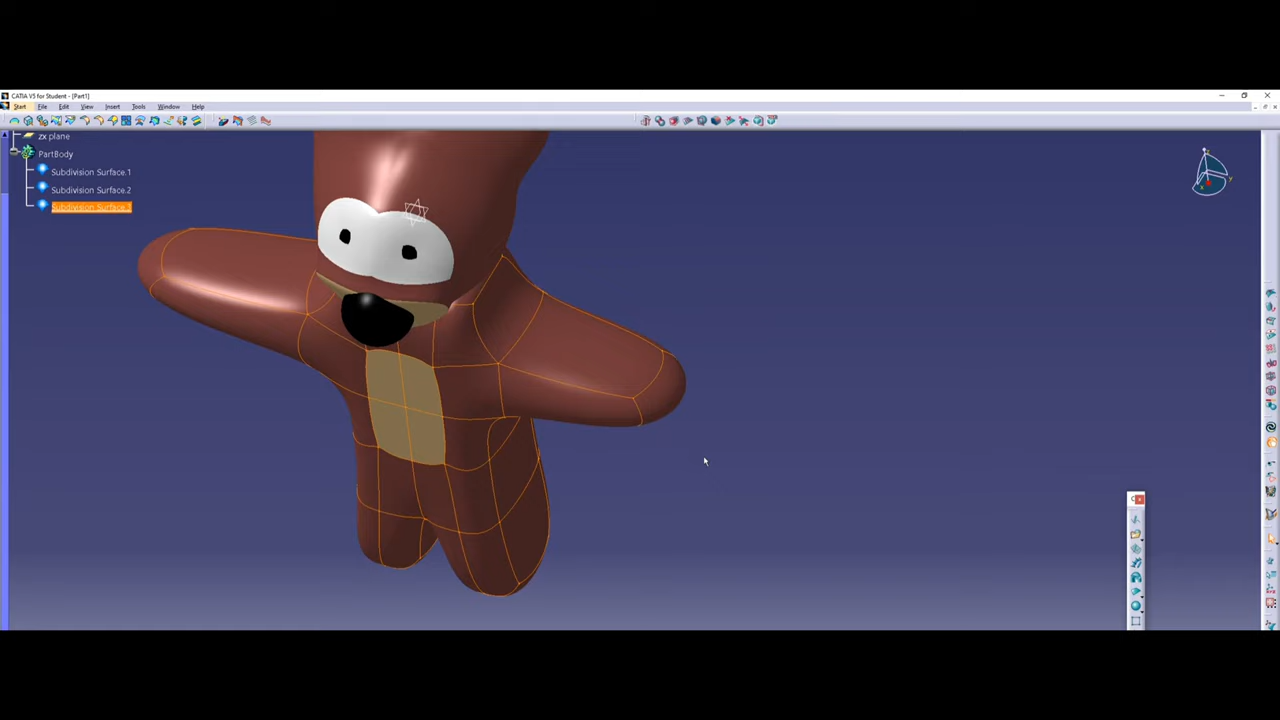 CATIA V5 for Student - [Part1]
Start File Edit View Insert Tools Window Help
zx plane
PartBody
Subdivision Surface.1
Subdivision Surface.2
Subdivision Surface.3